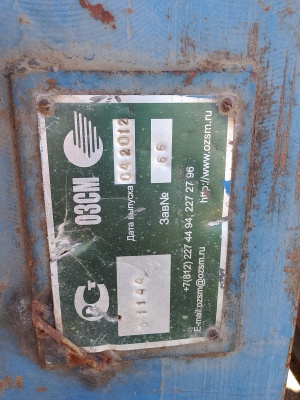 ОЗСМ
Дата выпуска 04 2012
Зав№ 66
+7(812) 227 44 94, 227 27 96
http://www.ozsm.ru
E-mail:ozsm@ozsm.ru